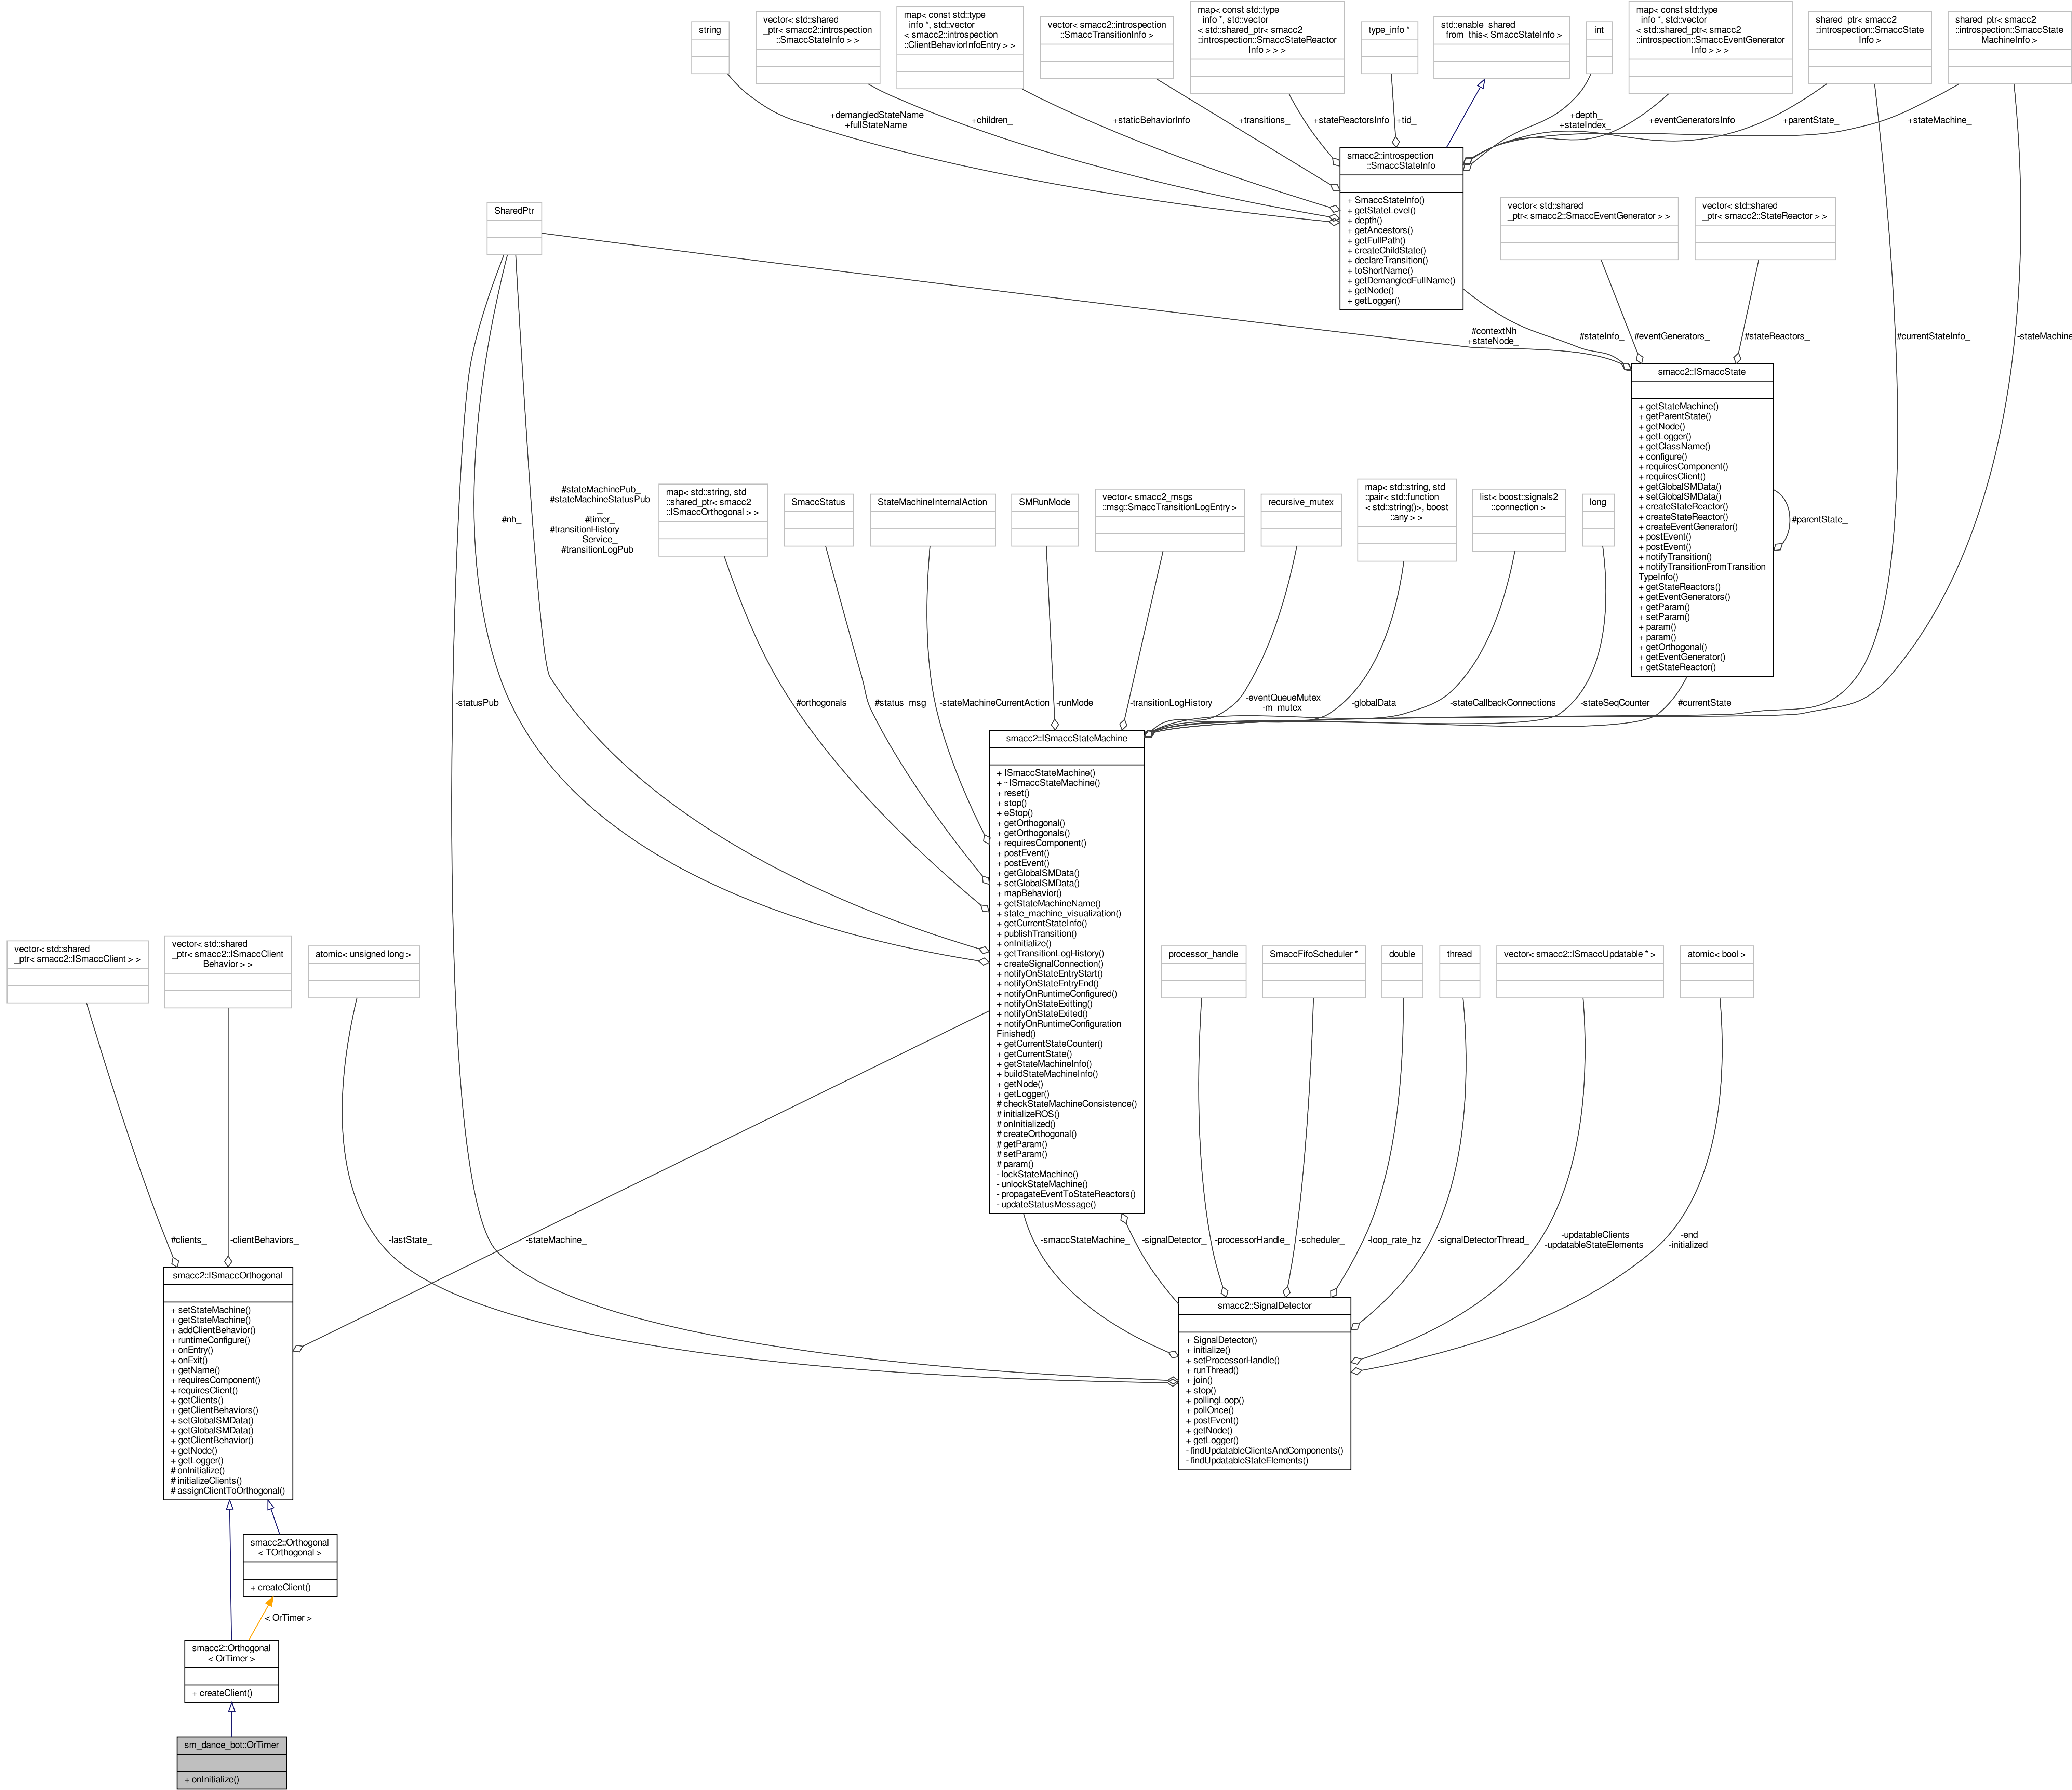 string
vector< std::shared
_ptr< smacc2::introspection
::SmaccStateInfo > >
map< const std::type
_info *, std::vector
< smacc2::introspection
::ClientBehaviorInfoEntry > >
vector< smacc2::introspection
::SmaccTransitionInfo >
map< const std::type
_info *, std::vector
< std::shared_ptr< smacc2
::introspection::SmaccStateReactor
Info > > >
type_info *
std::enable_shared
_from_this< SmaccStateInfo >
int
map< const std::type
_info *, std::vector
< std::shared_ptr< smacc2
::introspection::SmaccEventGenerator
Info > > >
shared_ptr< smacc2
::introspection::SmaccState
Info >
shared_ptr< smacc2
::introspection::SmaccState
MachineInfo >
+demangledStateName
+fullStateName
+children_
+staticBehaviorInfo
+transitions_
+stateReactorsInfo
+tid_
+depth_
+stateIndex_
+eventGeneratorsInfo
+parentState_
+stateMachine_
smacc2::introspection
::SmaccStateInfo
+ SmaccStateInfo()
+ getStateLevel()
+ depth()
+ getAncestors()
+ getFullPath()
+ createChildState()
+ declareTransition()
+ toShortName()
+ getDemangledFullName()
+ getNode()
+ getLogger()
SharedPtr
vector< std::shared
_ptr< smacc2::SmaccEventGenerator > >
vector< std::shared
_ptr< smacc2::StateReactor > >
#contextNh
+stateNode_
#stateInfo_
#eventGenerators_
#stateReactors_
#currentStateInfo_
-stateMachine
smacc2::ISmaccState
+ getStateMachine()
+ getParentState()
+ getNode()
+ getLogger()
+ getClassName()
+ configure()
+ requiresComponent()
+ requiresClient()
+ getGlobalSMData()
+ setGlobalSMData()
+ createStateReactor()
+ createStateReactor()
+ createEventGenerator()
+ postEvent()
+ postEvent()
+ notifyTransition()
+ notifyTransitionFromTransition
TypeInfo()
+ getStateReactors()
+ getEventGenerators()
+ getParam()
+ setParam()
+ param()
+ param()
+ getOrthogonal()
+ getEventGenerator()
+ getStateReactor()
#parentState_
#nh_
#stateMachinePub_
#stateMachineStatusPub
_
#timer_
#transitionHistory
Service_
#transitionLogPub_
map< std::string, std
::shared_ptr< smacc2
::ISmaccOrthogonal > >
SmaccStatus
StateMachineInternalAction
SMRunMode
vector< smacc2_msgs
::msg::SmaccTransitionLogEntry >
recursive_mutex
map< std::string, std
::pair< std::function
< std::string()>, boost
::any > >
list< boost::signals2
::connection >
long
-statusPub_
#orthogonals_
#status_msg_
-stateMachineCurrentAction
-runMode_
-transitionLogHistory_
-eventQueueMutex_
-m_mutex_
-globalData_
-stateCallbackConnections
-stateSeqCounter_
#currentState_
smacc2::ISmaccStateMachine
+ ISmaccStateMachine()
+ ~ISmaccStateMachine()
+ reset()
+ stop()
+ eStop()
+ getOrthogonal()
+ getOrthogonals()
+ requiresComponent()
+ postEvent()
+ postEvent()
+ getGlobalSMData()
+ setGlobalSMData()
+ mapBehavior()
+ getStateMachineName()
+ state_machine_visualization()
+ getCurrentStateInfo()
+ publishTransition()
+ onInitialize()
+ getTransitionLogHistory()
+ createSignalConnection()
+ notifyOnStateEntryStart()
+ notifyOnStateEntryEnd()
+ notifyOnRuntimeConfigured()
+ notifyOnStateExitting()
+ notifyOnStateExited()
+ notifyOnRuntimeConfiguration
Finished()
+ getCurrentStateCounter()
+ getCurrentState()
+ getStateMachineInfo()
+ buildStateMachineInfo()
+ getNode()
+ getLogger()
# checkStateMachineConsistence()
# initializeROS()
# onInitialized()
# createOrthogonal()
# getParam()
# setParam()
# param()
- lockStateMachine()
- unlockStateMachine()
- propagateEventToStateReactors()
- updateStatusMessage()
vector< std::shared
_ptr< smacc2::ISmaccClient > >
vector< std::shared
_ptr< smacc2::ISmaccClient
Behavior > >
atomic< unsigned long >
processor_handle
SmaccFifoScheduler *
double
thread
vector< smacc2::ISmaccUpdatable * >
atomic< bool >
#clients_
-clientBehaviors_
-lastState_
-stateMachine_
-smaccStateMachine_
-signalDetector_
-processorHandle_
-scheduler_
-loop_rate_hz
-signalDetectorThread_
-updatableClients_
-updatableStateElements_
-end_
-initialized_
smacc2::ISmaccOrthogonal
+ setStateMachine()
+ getStateMachine()
+ addClientBehavior()
+ runtimeConfigure()
+ onEntry()
+ onExit()
+ getName()
+ requiresComponent()
+ requiresClient()
+ getClients()
+ getClientBehaviors()
+ setGlobalSMData()
+ getGlobalSMData()
+ getClientBehavior()
+ getNode()
+ getLogger()
# onInitialize()
# initializeClients()
# assignClientToOrthogonal()
smacc2::SignalDetector
+ SignalDetector()
+ initialize()
+ setProcessorHandle()
+ runThread()
+ join()
+ stop()
+ pollingLoop()
+ pollOnce()
+ postEvent()
+ getNode()
+ getLogger()
- findUpdatableClientsAndComponents()
- findUpdatableStateElements()
smacc2::Orthogonal
< TOrthogonal >
+ createClient()
< OrTimer >
smacc2::Orthogonal
< OrTimer >
+ createClient()
sm_dance_bot::OrTimer
+ onInitialize()